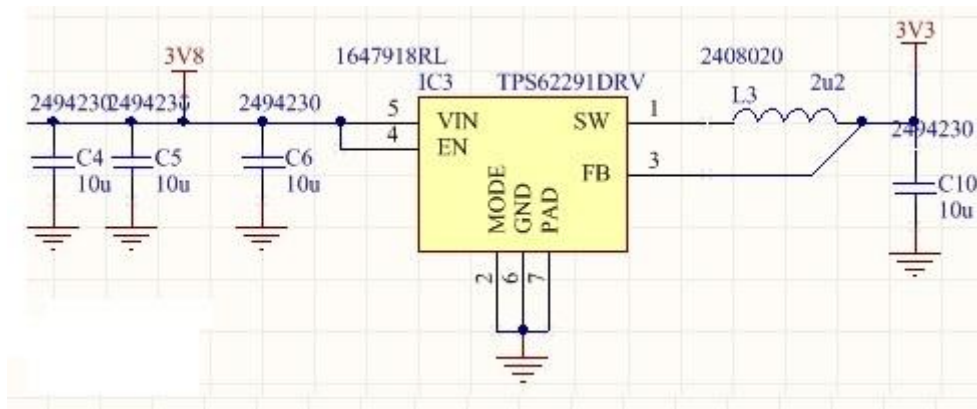 3V3
3V8
1647918RL
2408020
IC3
TPS62291DRV
2u2
2494230
2494230
2494230
L3
5
VIN
SW
1
4
EN
2494230
C4
C5
C6
FB
3
10u
10u
10u
C10
10u
MODE
GND
PAD
2
6
7